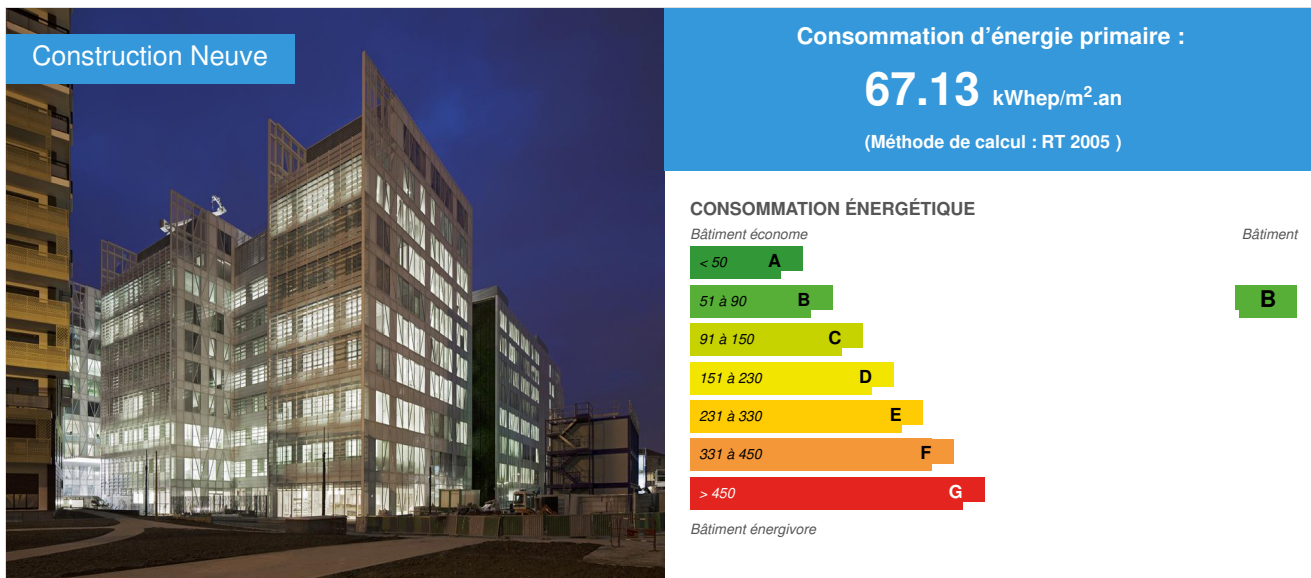 Construction Neuve
Consommation d'énergie primaire :
67.13 kWhep/m².an
(Méthode de calcul : RT 2005 )
CONSOMMATION ÉNERGÉTIQUE
Bâtiment économe
Bâtiment
< 50 A
51 à 90 B
B
91 à 150 C
151 à 230 D
231 à 330 E
331 à 450 F
> 450 G
Bâtiment énergivore